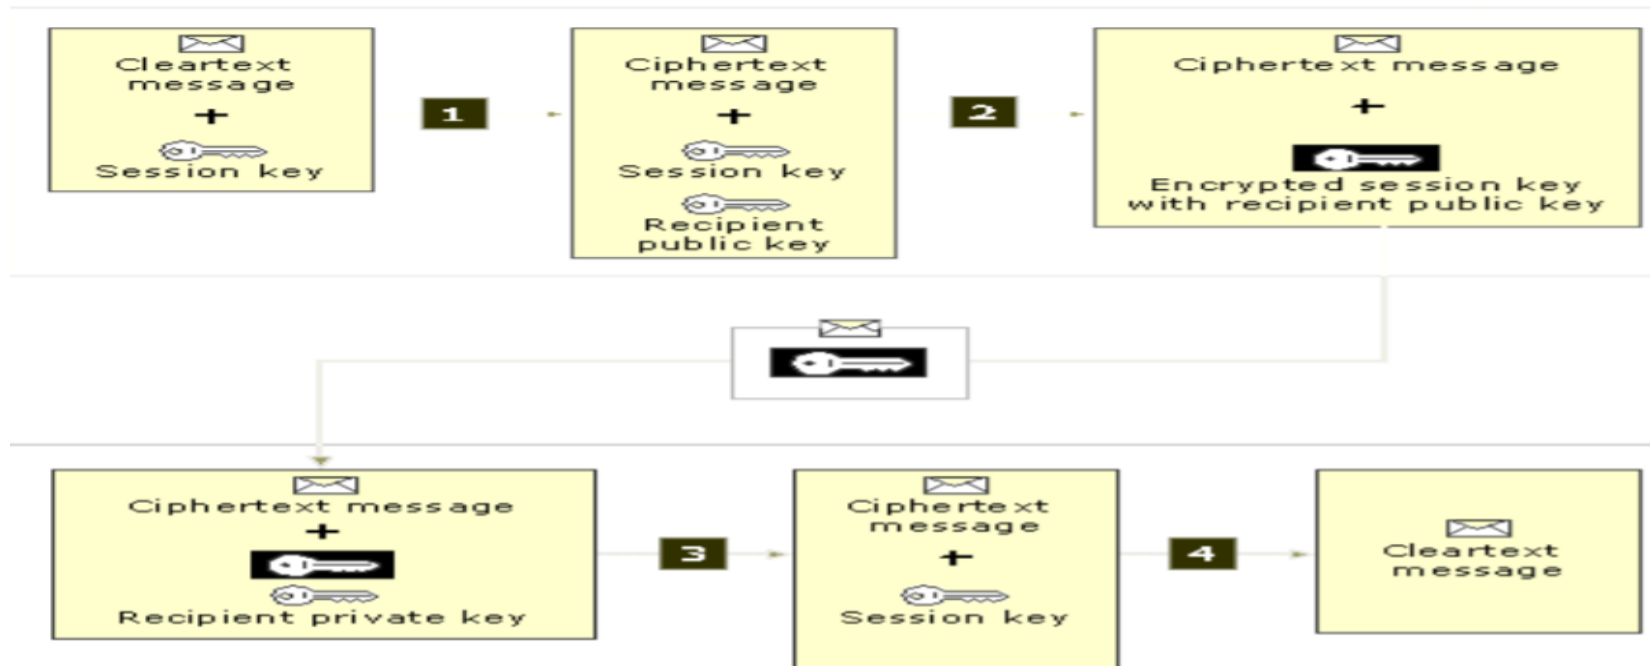 Cleartext
message
+
Session key
1
Ciphertext
message
+
Session key
Recipient
public key
2
Ciphertext message
+
Encrypted session key
with recipient public key
Ciphertext message
+
Recipient private key
3
Ciphertext
message
+
Session key
4
Cleartext
message